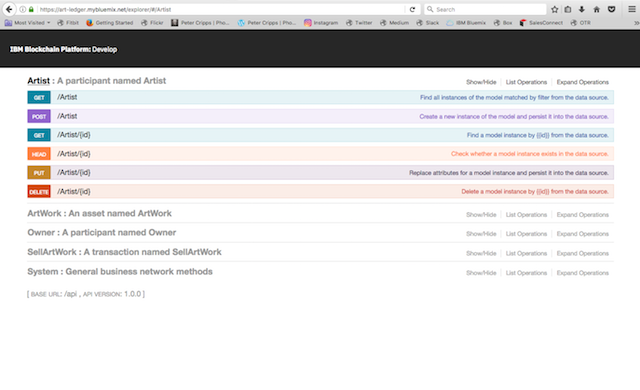 https://art-ledger.mybluemix.net/explorer/#/Artist
Search
Most Visited Fitbit Getting Started Flickr Peter Cripps | Pho... Peter Cripps | Pho... Instagram Twitter Medium Slack IBM Bluemix Box SalesConnect DTR
IBM Blockchain Platform: Develop
Artist : A participant named Artist Show/Hide List Operations Expand Operations
GET /Artist Find all instances of the model matched by filter from the data source.
POST /Artist Create a new instance of the model and persist it into the data source.
GET /Artist/{id} Find a model instance by {{id}} from the data source.
HEAD /Artist/{id} Check whether a model instance exists in the data source.
PUT /Artist/{id} Replace attributes for a model instance and persist it into the data source.
DELETE /Artist/{id} Delete a model instance by {{id}} from the data source.
ArtWork : An asset named ArtWork Show/Hide List Operations Expand Operations
Owner : A participant named Owner Show/Hide List Operations Expand Operations
SellArtWork : A transaction named SellArtWork Show/Hide List Operations Expand Operations
System : General business network methods Show/Hide List Operations Expand Operations
[ BASE URL: /api , API VERSION: 1.0.0 ]